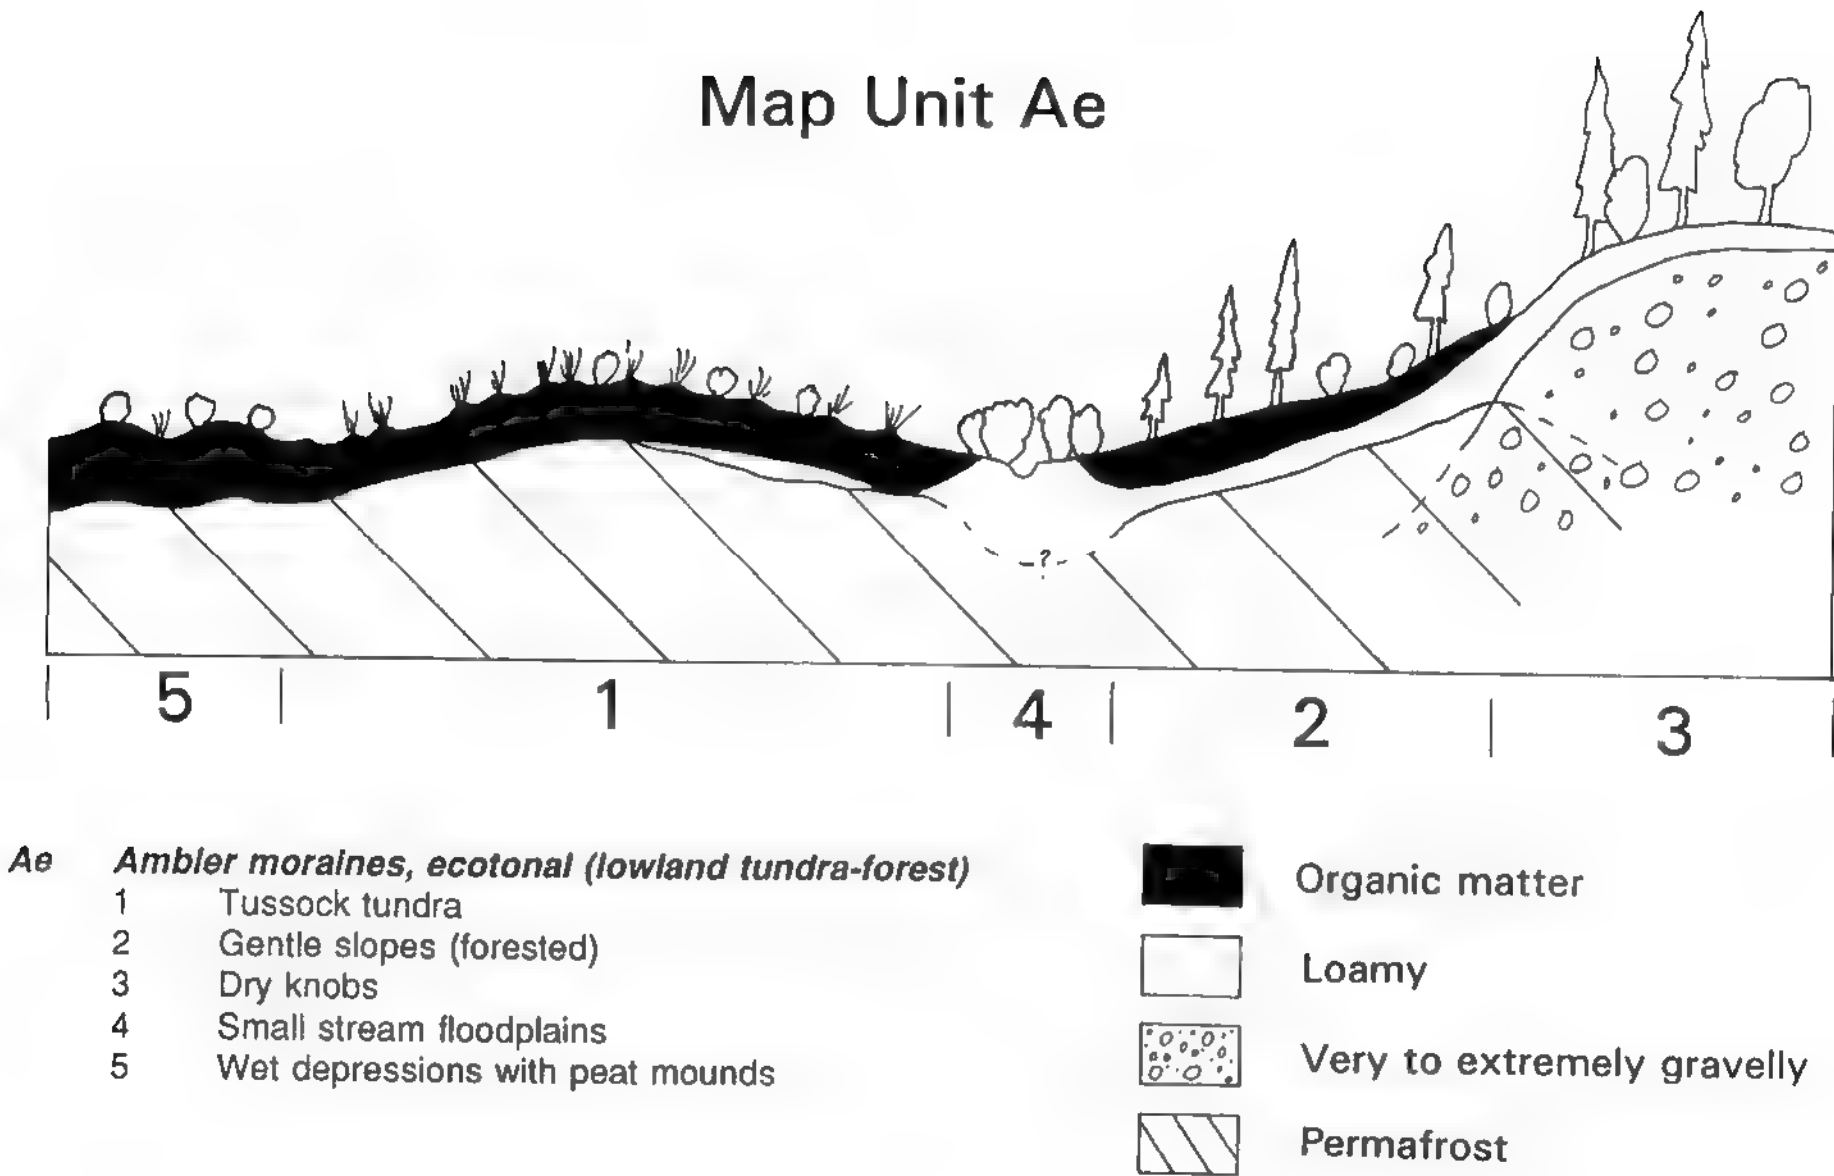 Map Unit Ae
?
5 1 4 2 3
Ae Ambler moraines, ecotonal (lowland tundra-forest)
1 Tussock tundra
2 Gentle slopes (forested)
3 Dry knobs
4 Small stream floodplains
5 Wet depressions with peat mounds
Organic matter
Loamy
Very to extremely gravelly
Permafrost